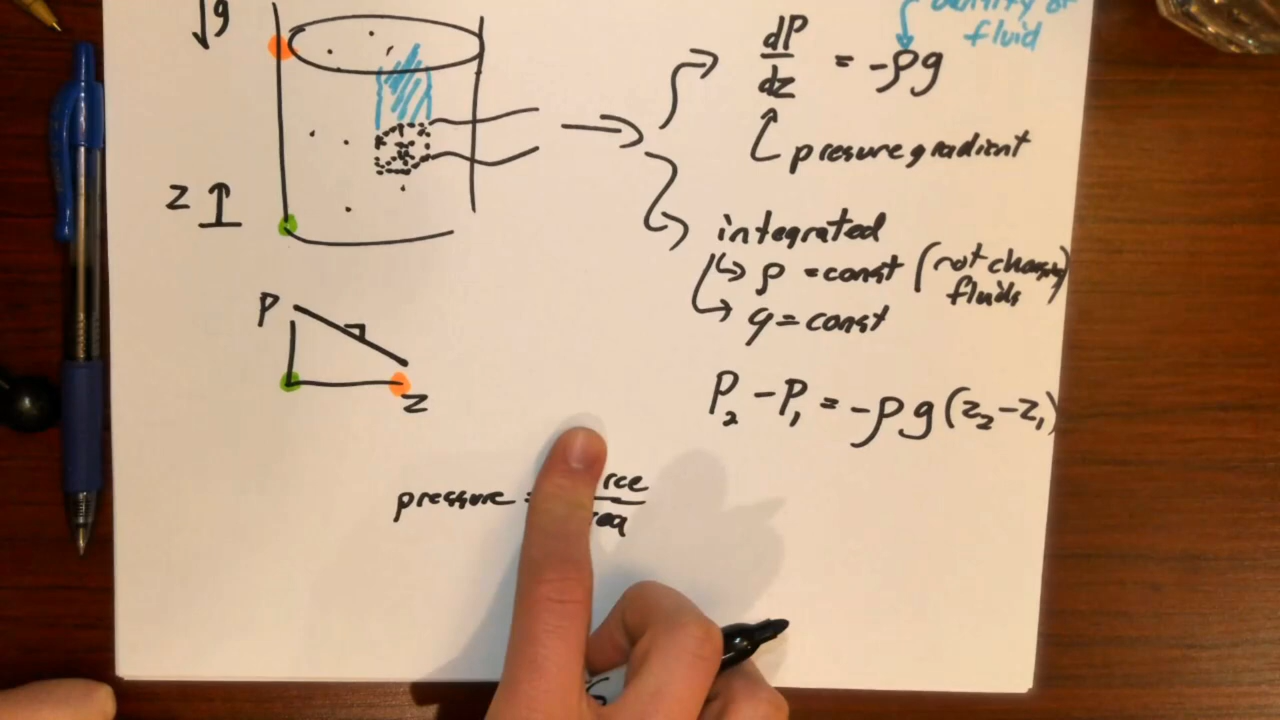 g
dP
dz
= -ρg
density of
fluid
presure gradient
z
integrated
ρ = const (not changing
fluids)
g = const
P
z
P₂ - P₁ = -ρg(z₂ - z₁)
pressure =